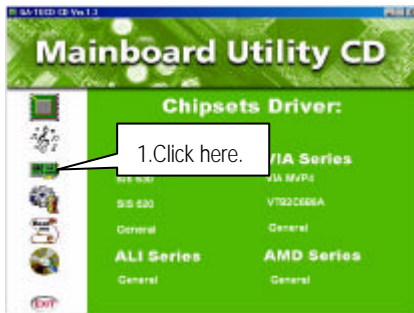 Mainboard Utility CD
Chipsets Driver:
1.Click here.
VIA Series
SIS 530
VIA MVP4
SIS 620
VT82C686A
General
General
ALI Series
AMD Series
General
General
EXIT